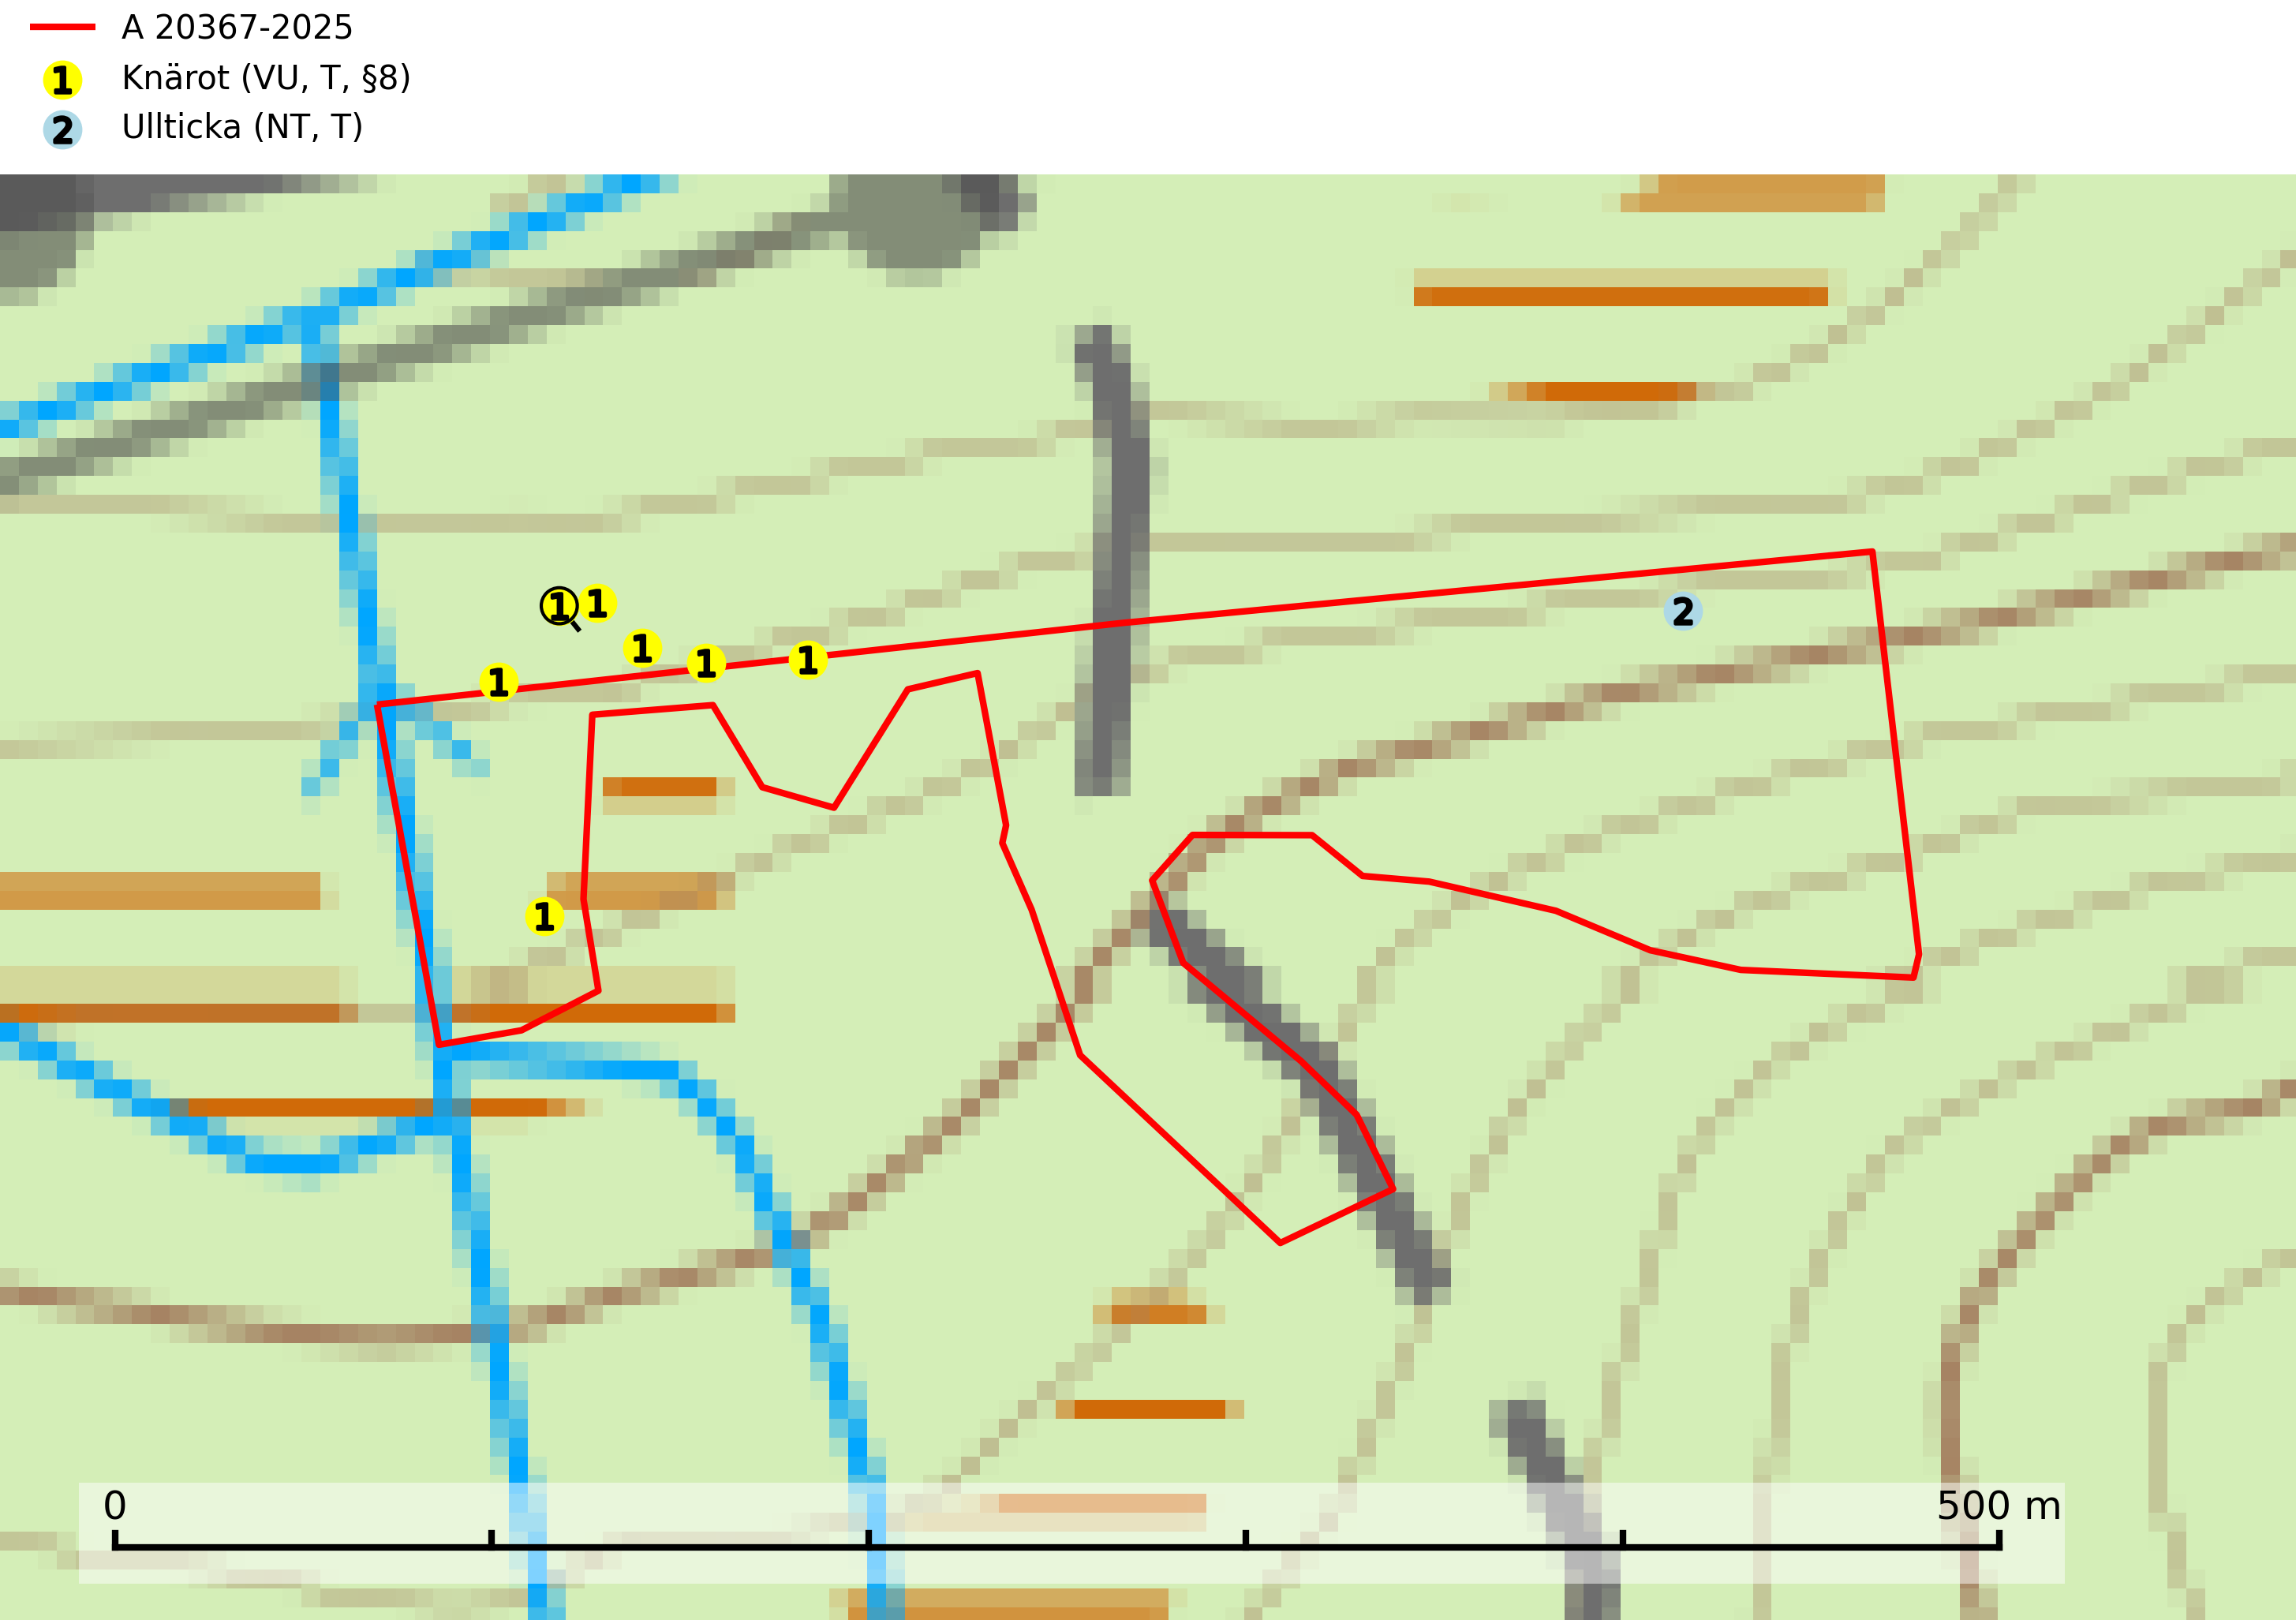 A 20367-2025
1 Knärot (VU, T, §8)
2 Ullticka (NT, T)
2
1 1
1
1 1
1
1
0 500 m